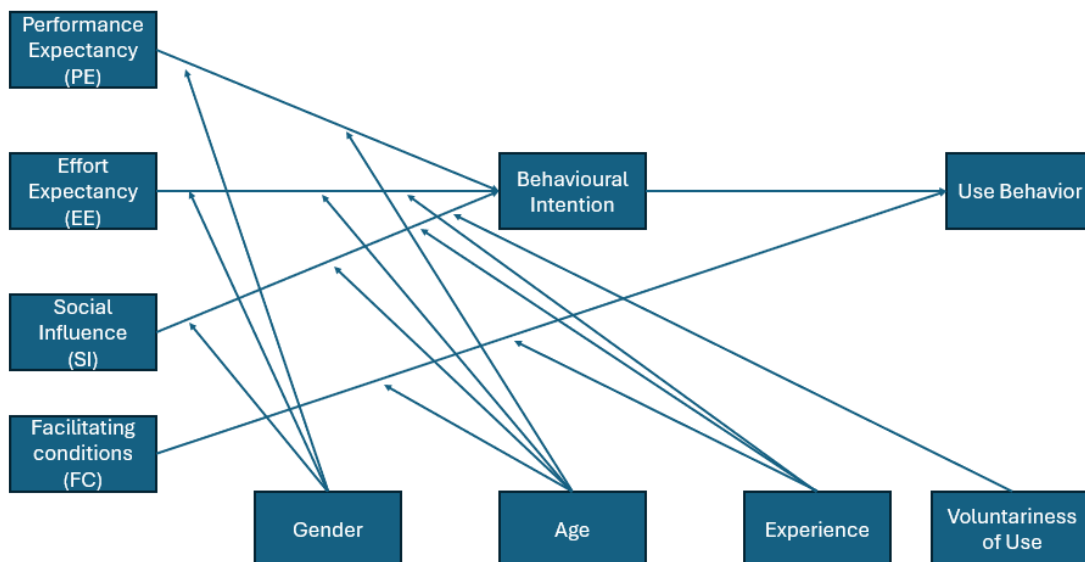 Performance
Expectancy
(PE)
Effort
Expectancy
(EE)
Behavioural
Intention
Use Behavior
Social
Influence
(SI)
Facilitating
conditions
(FC)
Gender
Age
Experience
Voluntariness
of Use